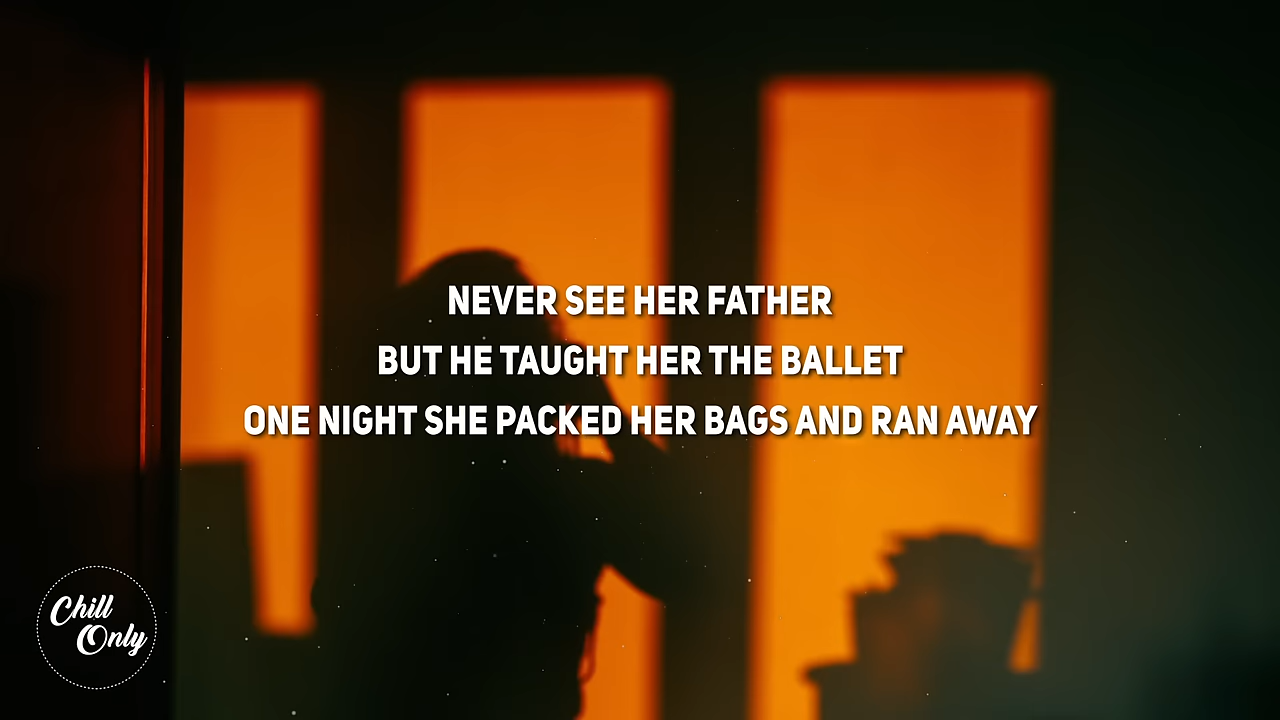 NEVER SEE HER FATHER
BUT HE TAUGHT HER THE BALLET
ONE NIGHT SHE PACKED HER BAGS AND RAN AWAY
Chill
Only